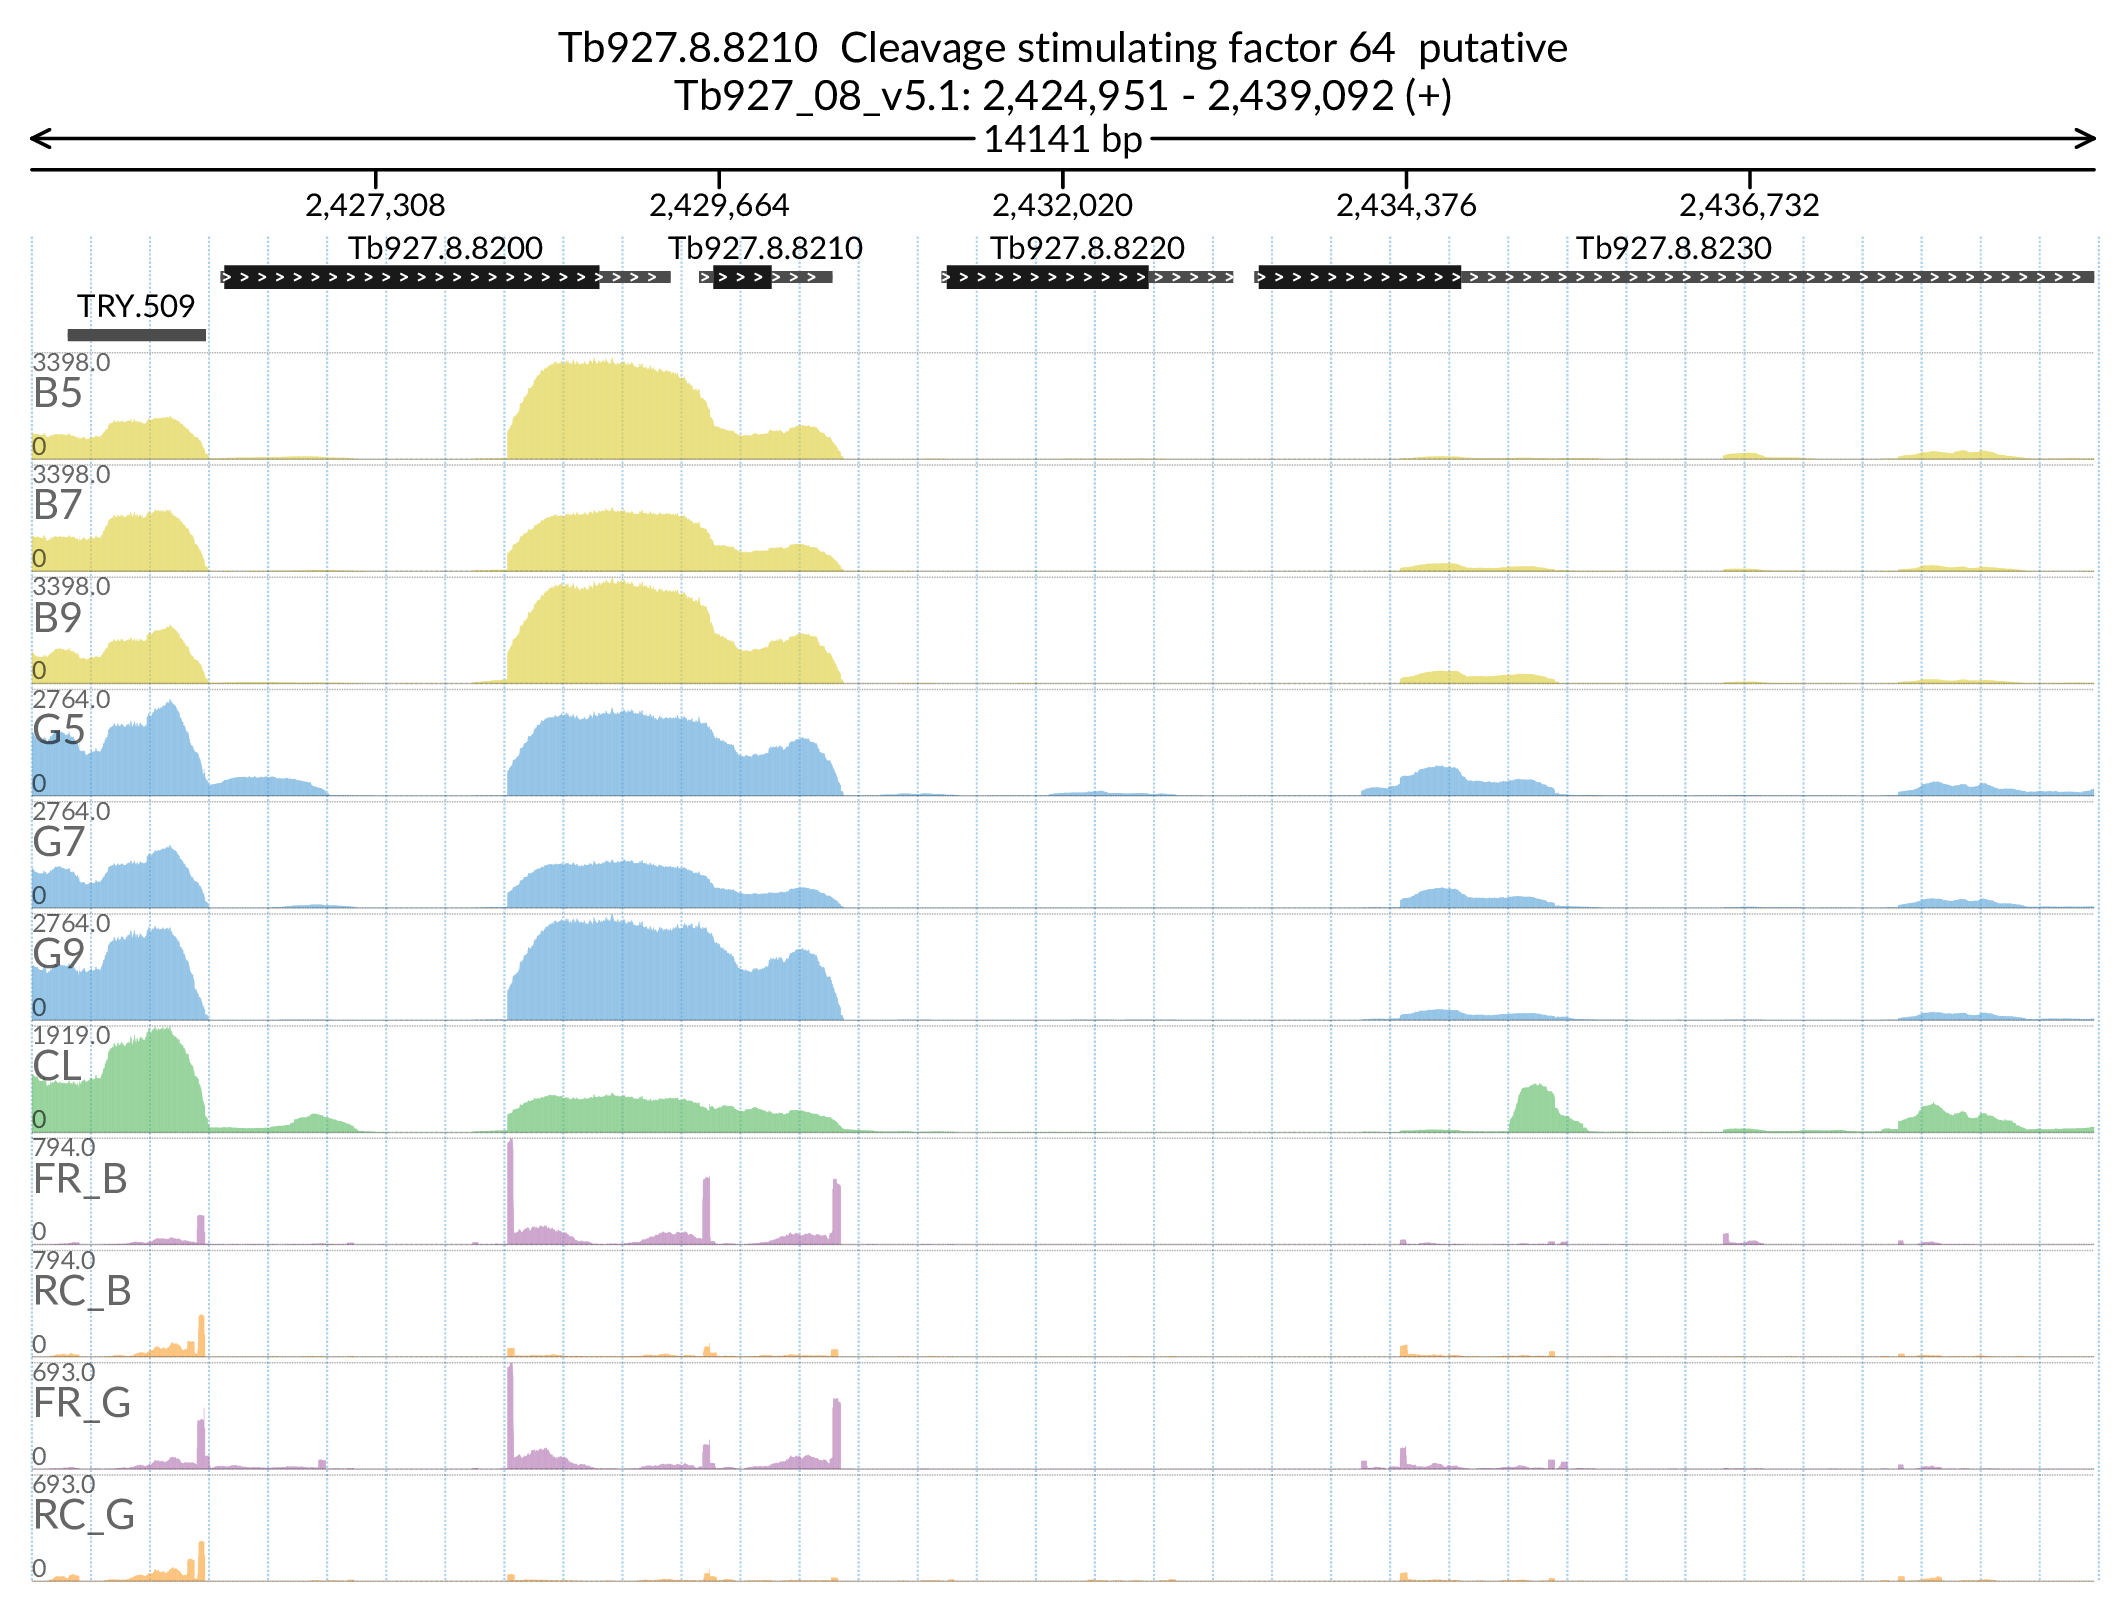 Tb927.8.8210  Cleavage stimulating factor 64  putative
Tb927_08_v5.1: 2,424,951 - 2,439,092 (+)
14141 bp
2,427,308 2,429,664 2,432,020 2,434,376 2,436,732
Tb927.8.8200 Tb927.8.8210 Tb927.8.8220 Tb927.8.8230
TRY.509
3398.0
B5
0
3398.0
B7
0
3398.0
B9
0
2764.0
G5
0
2764.0
G7
0
2764.0
G9
0
1919.0
CL
0
794.0
FR_B
0
794.0
RC_B
0
693.0
FR_G
0
693.0
RC_G
0